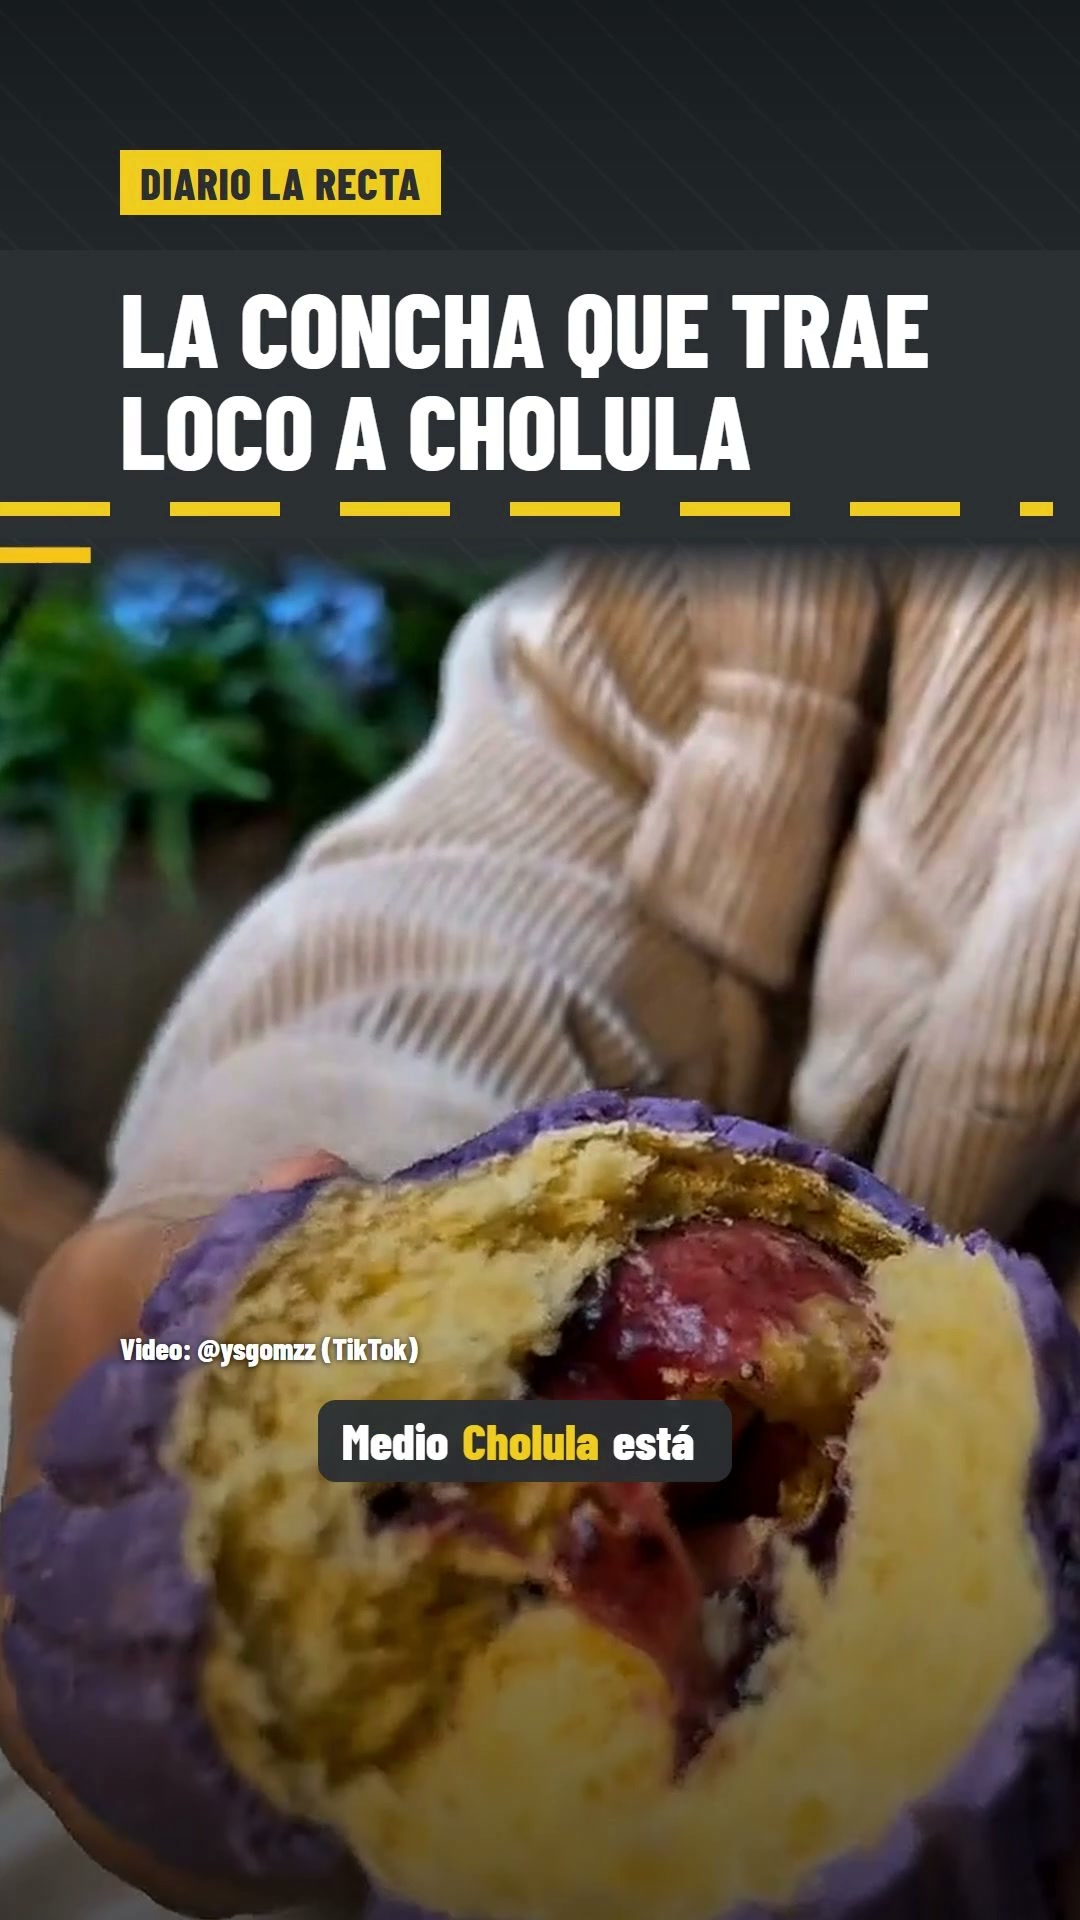 DIARIO LA RECTA
LA CONCHA QUE TRAE
LOCO A CHOLULA
Video: @ysgomzz (TikTok)
Medio Cholula está